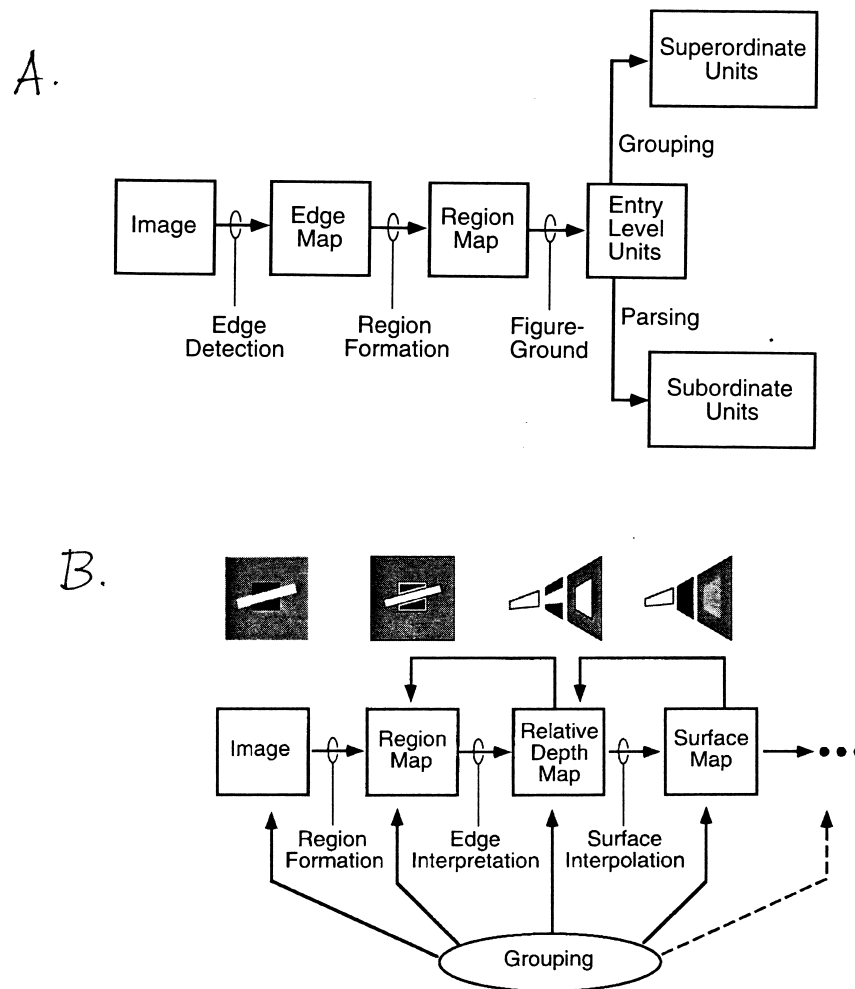 A.
Superordinate
Units
Grouping
Image
Edge
Map
Region
Map
Entry
Level
Units
Edge
Detection
Region
Formation
Figure-
Ground
Parsing
Subordinate
Units
B.
Image
Region
Map
Relative
Depth
Map
Surface
Map
Region
Formation
Edge
Interpretation
Surface
Interpolation
Grouping